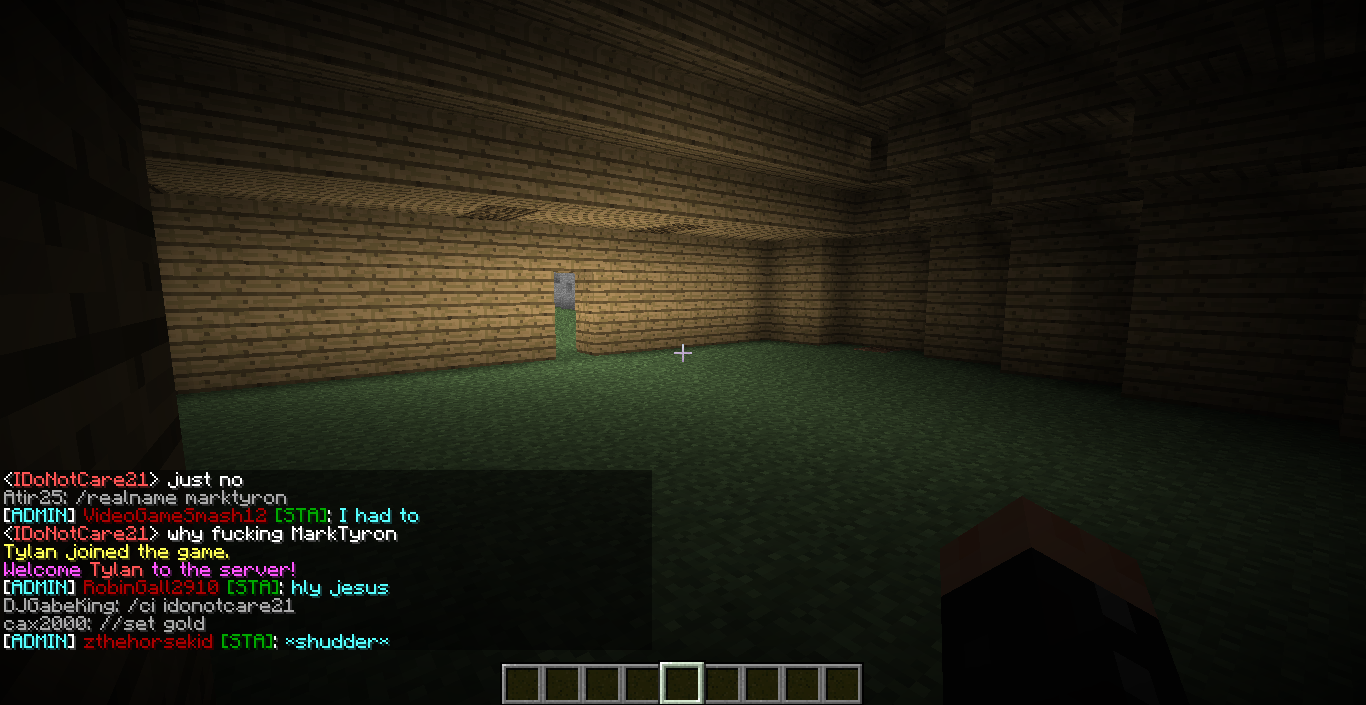 <IDoNotCare21> just no
Atir25: /realname marktyron
[ADMIN] VideoGameSmash12 [STA]: I had to
<IDoNotCare21> why fucking MarkTyron
Tylan joined the game.
Welcome Tylan to the server!
[ADMIN] RobinGall2910 [STA]: hly jesus
DJGabeKing: /ci idonotcare21
cax2000: //set gold
[ADMIN] zthehorsekid [STA]: *shudder*